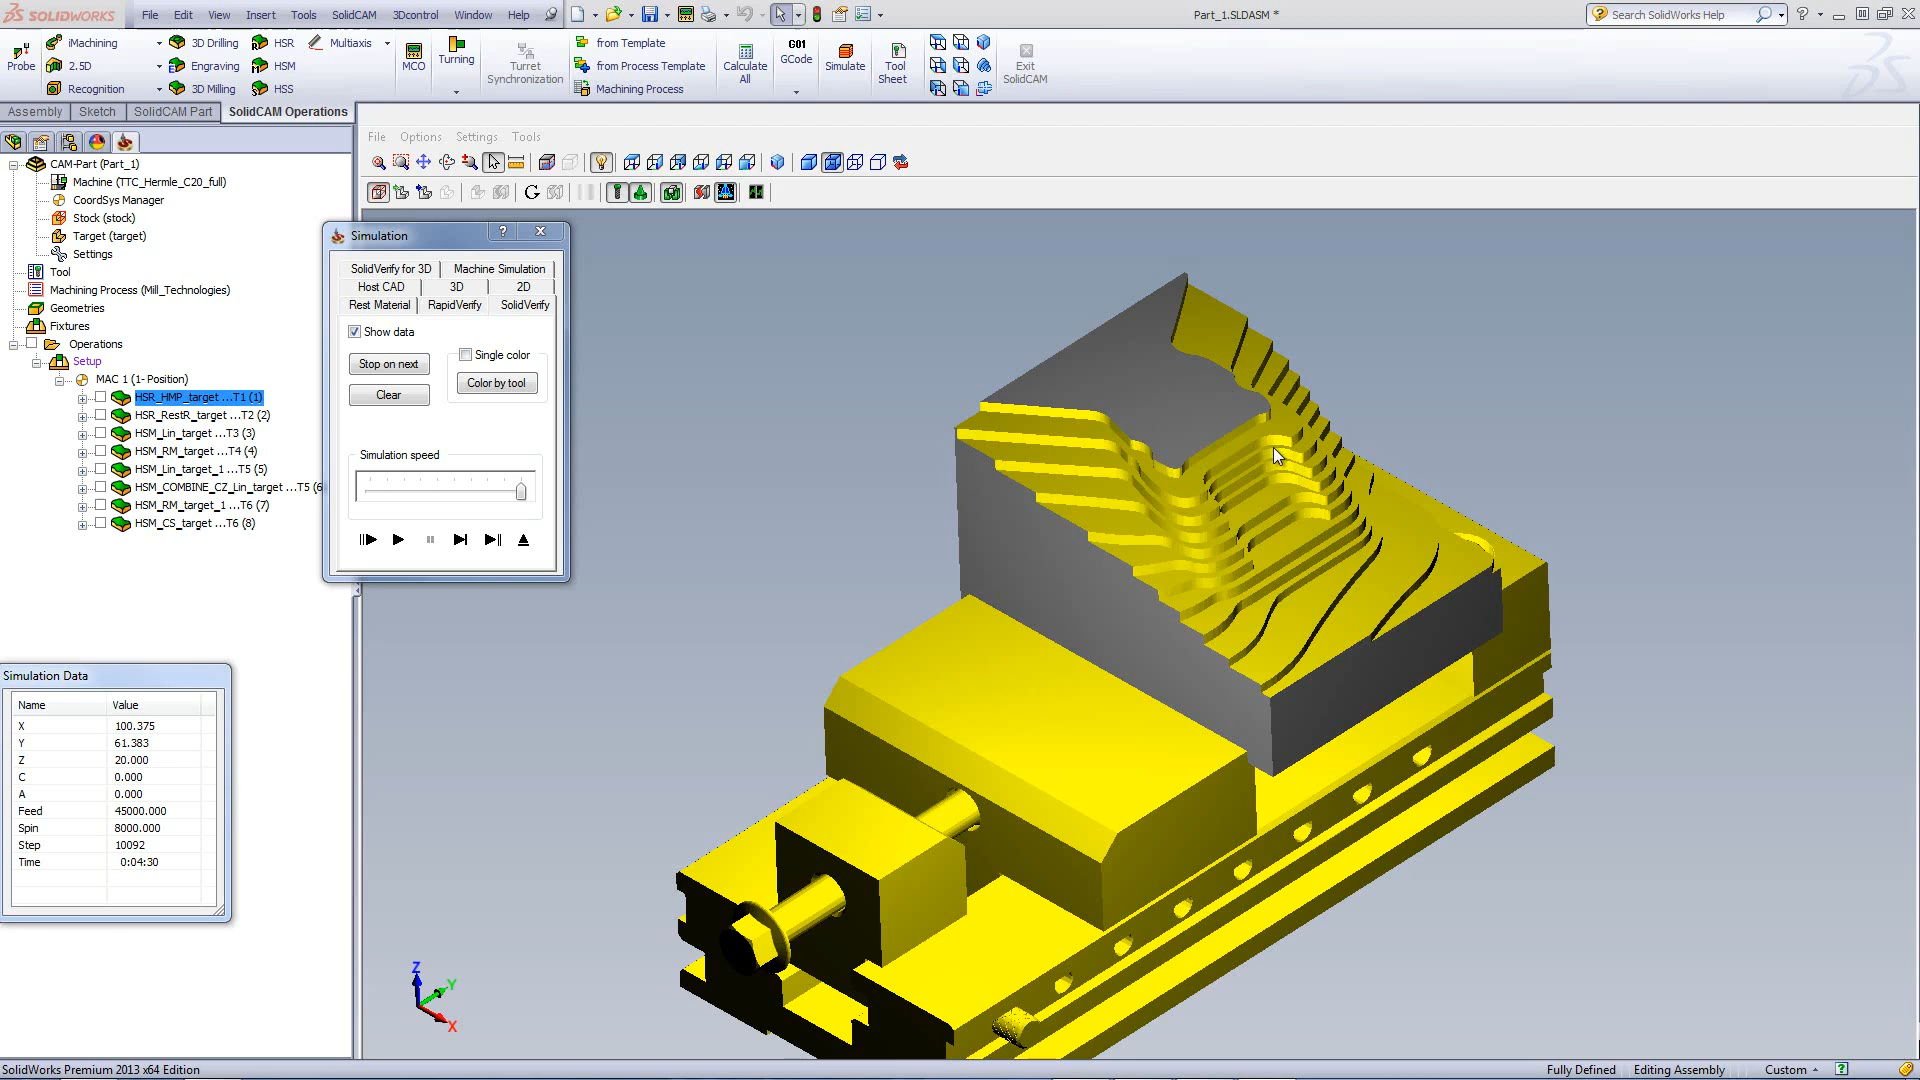 SOLIDWORKS File Edit View Insert Tools SolidCAM 3Dcontrol Window Help Part_1.SLDASM * Search SolidWorks Help
Probe
iMachining
2.5D
Recognition
3D Drilling
Engraving
3D Milling
HSR
HSM
HSS
Multiaxis
MCO
Turning
Turret
Synchronization
from Template
from Process Template
Machining Process
Calculate
All
G01
GCode
Simulate
Tool
Sheet
Exit
SolidCAM
Assembly Sketch SolidCAM Part SolidCAM Operations
File Options Settings Tools
CAM-Part (Part_1)
Machine (TTC_Hermle_C20_full)
CoordSys Manager
Stock (stock)
Target (target)
Settings
Tool
Machining Process (Mill_Technologies)
Geometries
Fixtures
Operations
Setup
MAC 1 (1- Position)
HSR_HMP_target ...T1 (1)
HSR_RestR_target ...T2 (2)
HSM_Lin_target ...T3 (3)
HSM_RM_target ...T4 (4)
HSM_Lin_target_1 ...T5 (5)
HSM_COMBINE_CZ_Lin_target ...T5 (6
HSM_RM_target_1 ...T6 (7)
HSM_CS_target ...T6 (8)
Simulation
SolidVerify for 3D Machine Simulation
Host CAD 3D 2D
Rest Material RapidVerify SolidVerify
Show data
Stop on next
Clear
Single color
Color by tool
Simulation speed
Simulation Data
Name Value
X 100.375
Y 61.383
Z 20.000
C 0.000
A 0.000
Feed 45000.000
Spin 8000.000
Step 10092
Time 0:04:30
Z
Y
X
SolidWorks Premium 2013 x64 Edition Fully Defined Editing Assembly Custom